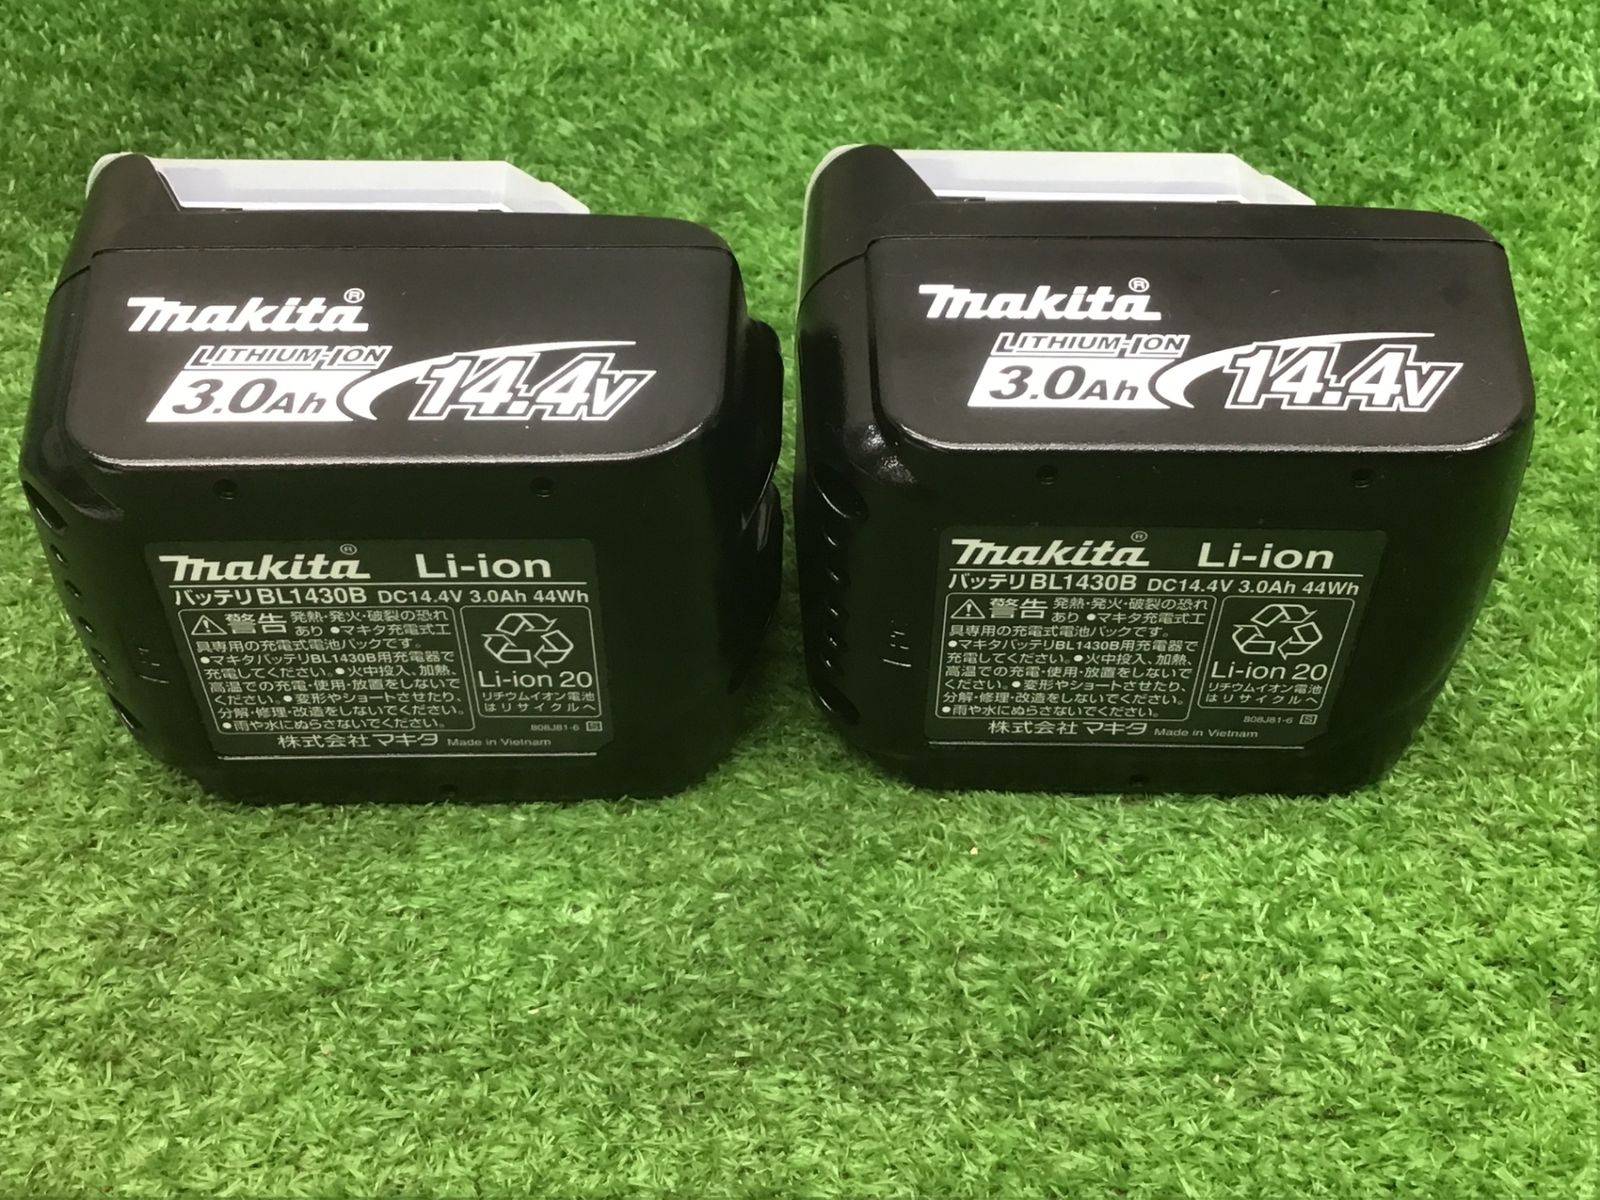 makita®
LITHIUM-ION
3.0Ah 14.4V
makita® Li-ion
バッテリBL1430B DC14.4V 3.0Ah 44Wh
警告 発熱・発火・破裂の恐れ
あり ●マキタ充電式工
具専用の充電式電池パックです。
●マキタバッテリBL1430B用充電器で
充電してください。●火中投入、加熱、
高温での充電・使用・放置をしないで
ください。●変形やショートさせたり、
分解・修理・改造をしないでください。
●雨や水にぬらさないでください。
Li-ion 20
リチウムイオン電池
はリサイクルへ
808J81-6 S
株式会社 マキタ Made in Vietnam
makita®
LITHIUM-ION
3.0Ah 14.4V
makita® Li-ion
バッテリBL1430B DC14.4V 3.0Ah 44Wh
警告 発熱・発火・破裂の恐れ
あり ●マキタ充電式工
具専用の充電式電池パックです。
●マキタバッテリBL1430B用充電器で
充電してください。●火中投入、加熱、
高温での充電・使用・放置をしないで
ください。●変形やショートさせたり、
分解・修理・改造をしないでください。
●雨や水にぬらさないでください。
Li-ion 20
リチウムイオン電池
はリサイクルへ
808J81-6 S
株式会社 マキタ Made in Vietnam